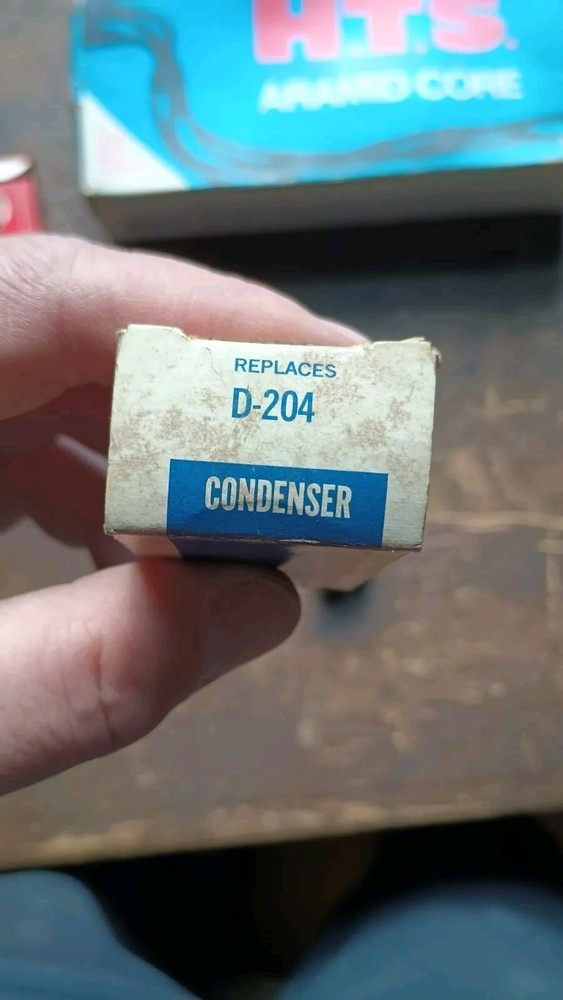 H.T.S.
ARAMID CORE
REPLACES
D-204
CONDENSER